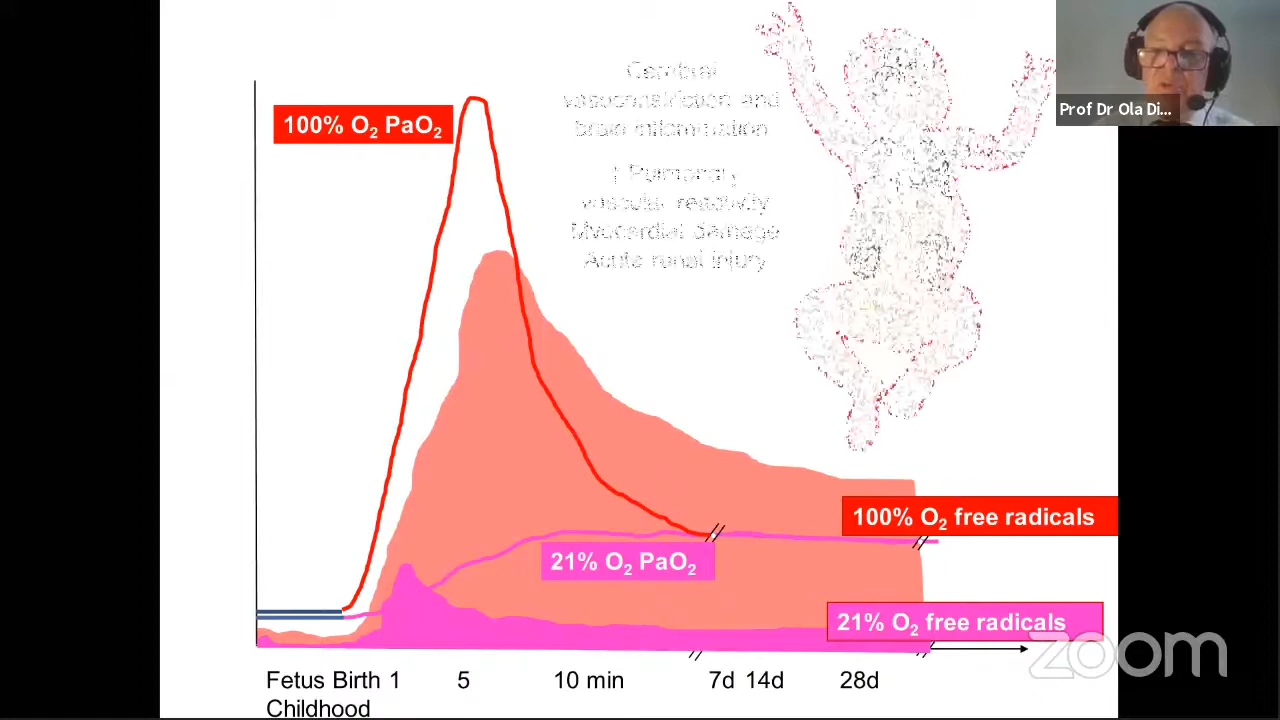 Cerebral
vasuconstriction and
brain inflammation
↑ Pulmonary
vascular reactivity
Myocardial damage
Acute renal injury
Prof Dr Ola Di...
100% O₂ PaO₂
100% O₂ free radicals
21% O₂ PaO₂
21% O₂ free radicals
zoom
Fetus Birth 1 5 10 min 7d 14d 28d
Childhood